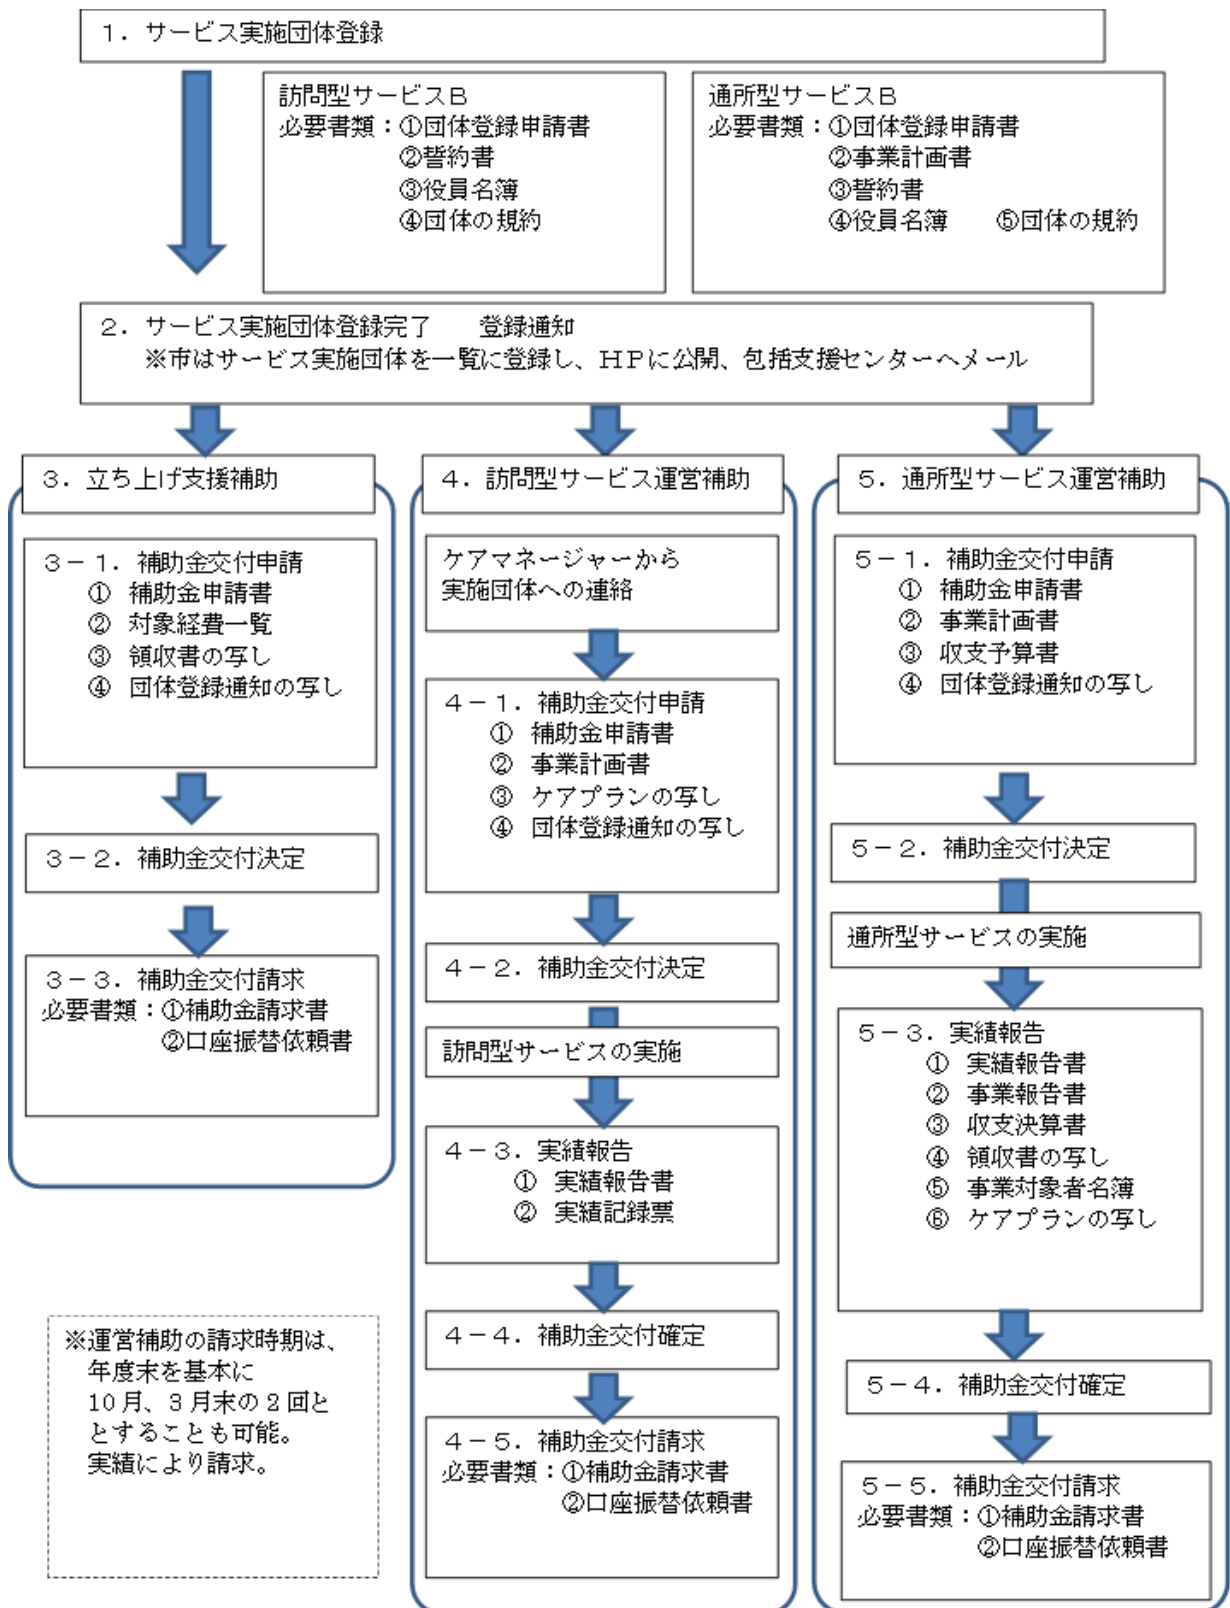 １．サービス実施団体登録
訪問型サービスＢ
必要書類：①団体登録申請書
②誓約書
③役員名簿
④団体の規約
通所型サービスＢ
必要書類：①団体登録申請書
②事業計画書
③誓約書
④役員名簿　　⑤団体の規約
２．サービス実施団体登録完了　　登録通知
※市はサービス実施団体を一覧に登録し、ＨＰに公開、包括支援センターへメール
３．立ち上げ支援補助
３－１．補助金交付申請
①　補助金申請書
②　対象経費一覧
③　領収書の写し
④　団体登録通知の写し
３－２．補助金交付決定
３－３．補助金交付請求
必要書類：①補助金請求書
②口座振替依頼書
４．訪問型サービス運営補助
ケアマネージャーから
実施団体への連絡
４－１．補助金交付申請
①　補助金申請書
②　事業計画書
③　ケアプランの写し
④　団体登録通知の写し
４－２．補助金交付決定
訪問型サービスの実施
４－３．実績報告
①　実績報告書
②　実績記録票
４－４．補助金交付確定
４－５．補助金交付請求
必要書類：①補助金請求書
②口座振替依頼書
５．通所型サービス運営補助
５－１．補助金交付申請
①　補助金申請書
②　事業計画書
③　収支予算書
④　団体登録通知の写し
５－２．補助金交付決定
通所型サービスの実施
５－３．実績報告
①　実績報告書
②　事業報告書
③　収支決算書
④　領収書の写し
⑤　事業対象者名簿
⑥　ケアプランの写し
５－４．補助金交付確定
５－５．補助金交付請求
必要書類：①補助金請求書
②口座振替依頼書
※運営補助の請求時期は、
年度末を基本に
10月、3月末の2回と
とすることも可能。
実績により請求。